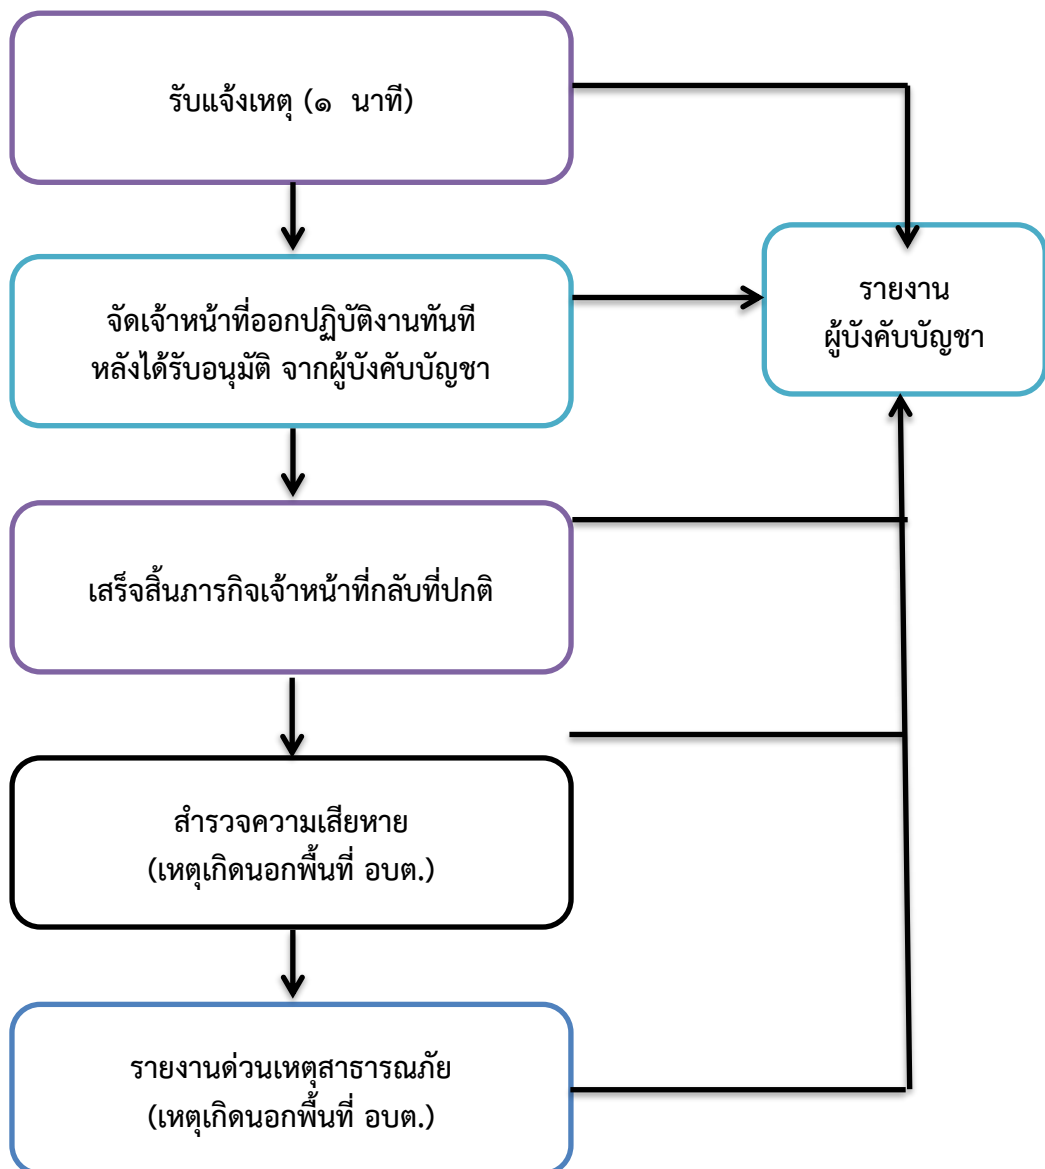 รับแจ้งเหตุ (๑ นาที)
จัดเจ้าหน้าที่ออกปฏิบัติงานทันที
หลังได้รับอนุมัติ จากผู้บังคับบัญชา
รายงาน
ผู้บังคับบัญชา
เสร็จสิ้นภารกิจเจ้าหน้าที่กลับที่ปกติ
สำรวจความเสียหาย
(เหตุเกิดนอกพื้นที่ อบต.)
รายงานด่วนเหตุสาธารณภัย
(เหตุเกิดนอกพื้นที่ อบต.)